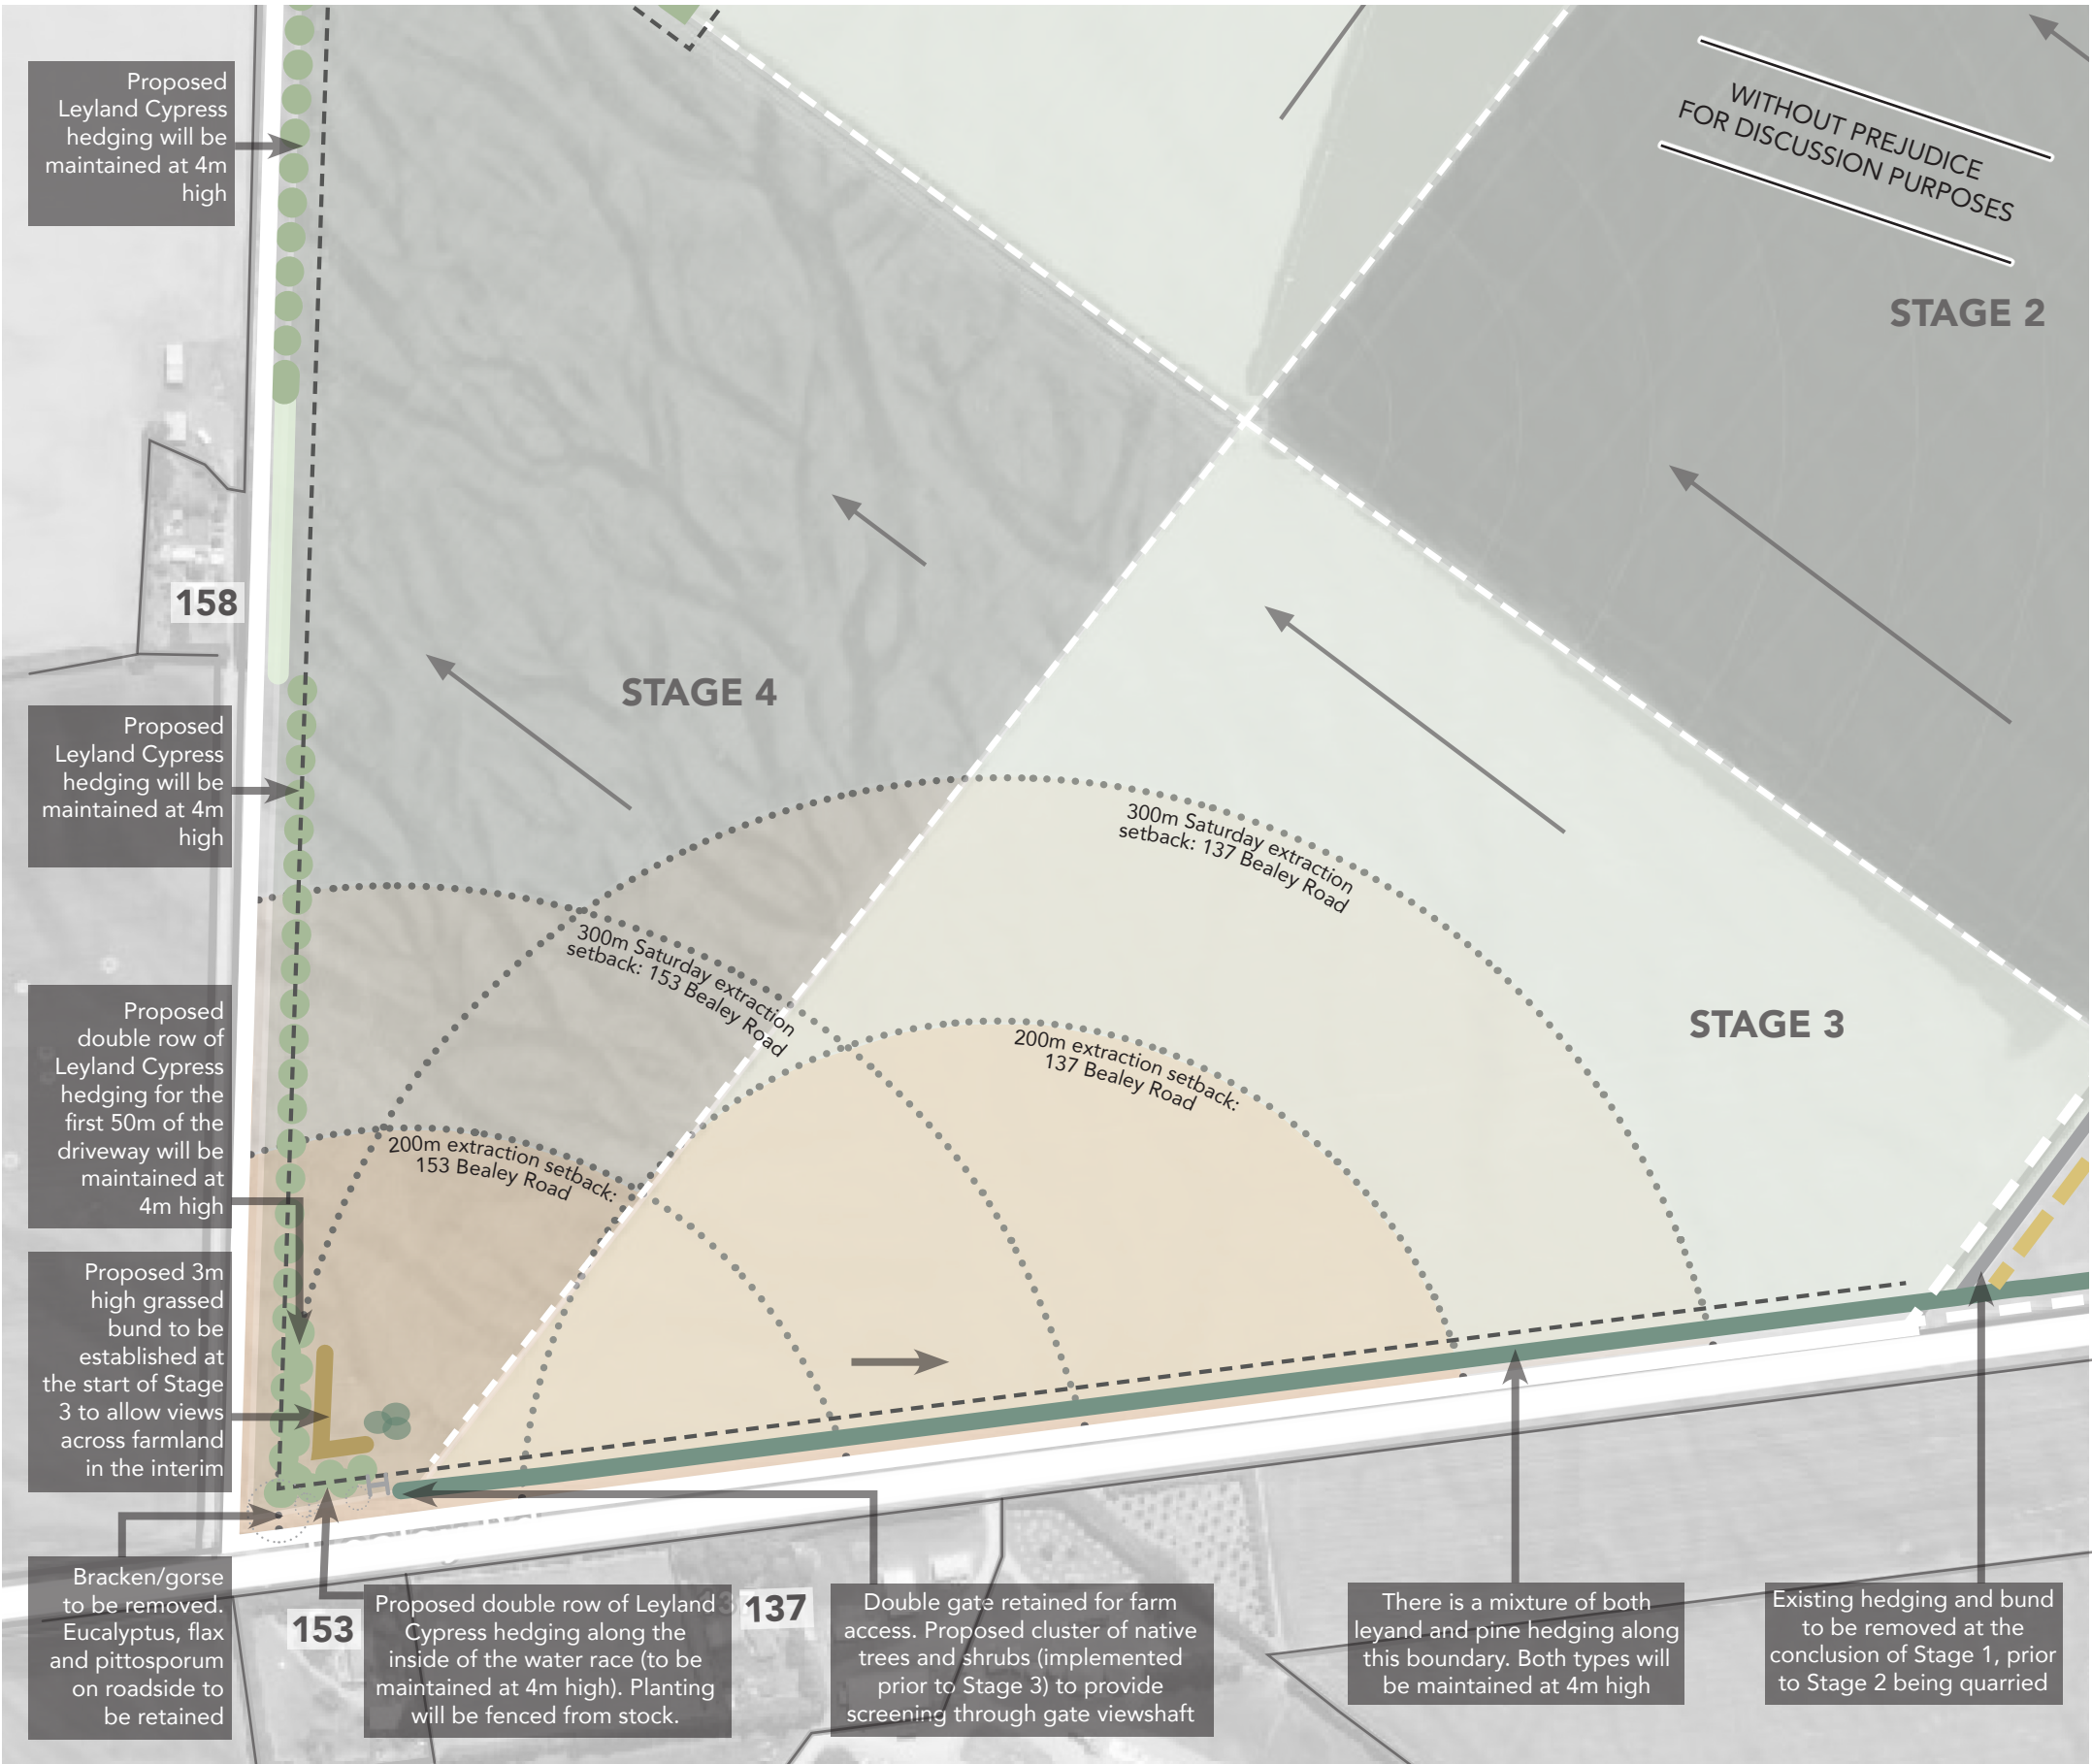 Proposed
Leyland Cypress
hedging will be
maintained at 4m
high
WITHOUT PREJUDICE
FOR DISCUSSION PURPOSES
STAGE 2
158
STAGE 4
Proposed
Leyland Cypress
hedging will be
maintained at 4m
high
300m Saturday extraction
setback: 137 Bealey Road
300m Saturday extraction
setback: 153 Bealey Road
STAGE 3
200m extraction setback:
137 Bealey Road
Proposed
double row of
Leyland Cypress
hedging for the
first 50m of the
driveway will be
maintained at
4m high
200m extraction setback:
153 Bealey Road
Proposed 3m
high grassed
bund to be
established at
the start of Stage
3 to allow views
across farmland
in the interim
Bracken/gorse
to be removed.
Eucalyptus, flax
and pittosporum
on roadside to
be retained
153
Proposed double row of Leyland
Cypress hedging along the
inside of the water race (to be
maintained at 4m high). Planting
will be fenced from stock.
137
Double gate retained for farm
access. Proposed cluster of native
trees and shrubs (implemented
prior to Stage 3) to provide
screening through gate viewshaft
There is a mixture of both
leyand and pine hedging along
this boundary. Both types will
be maintained at 4m high
Existing hedging and bund
to be removed at the
conclusion of Stage 1, prior
to Stage 2 being quarried